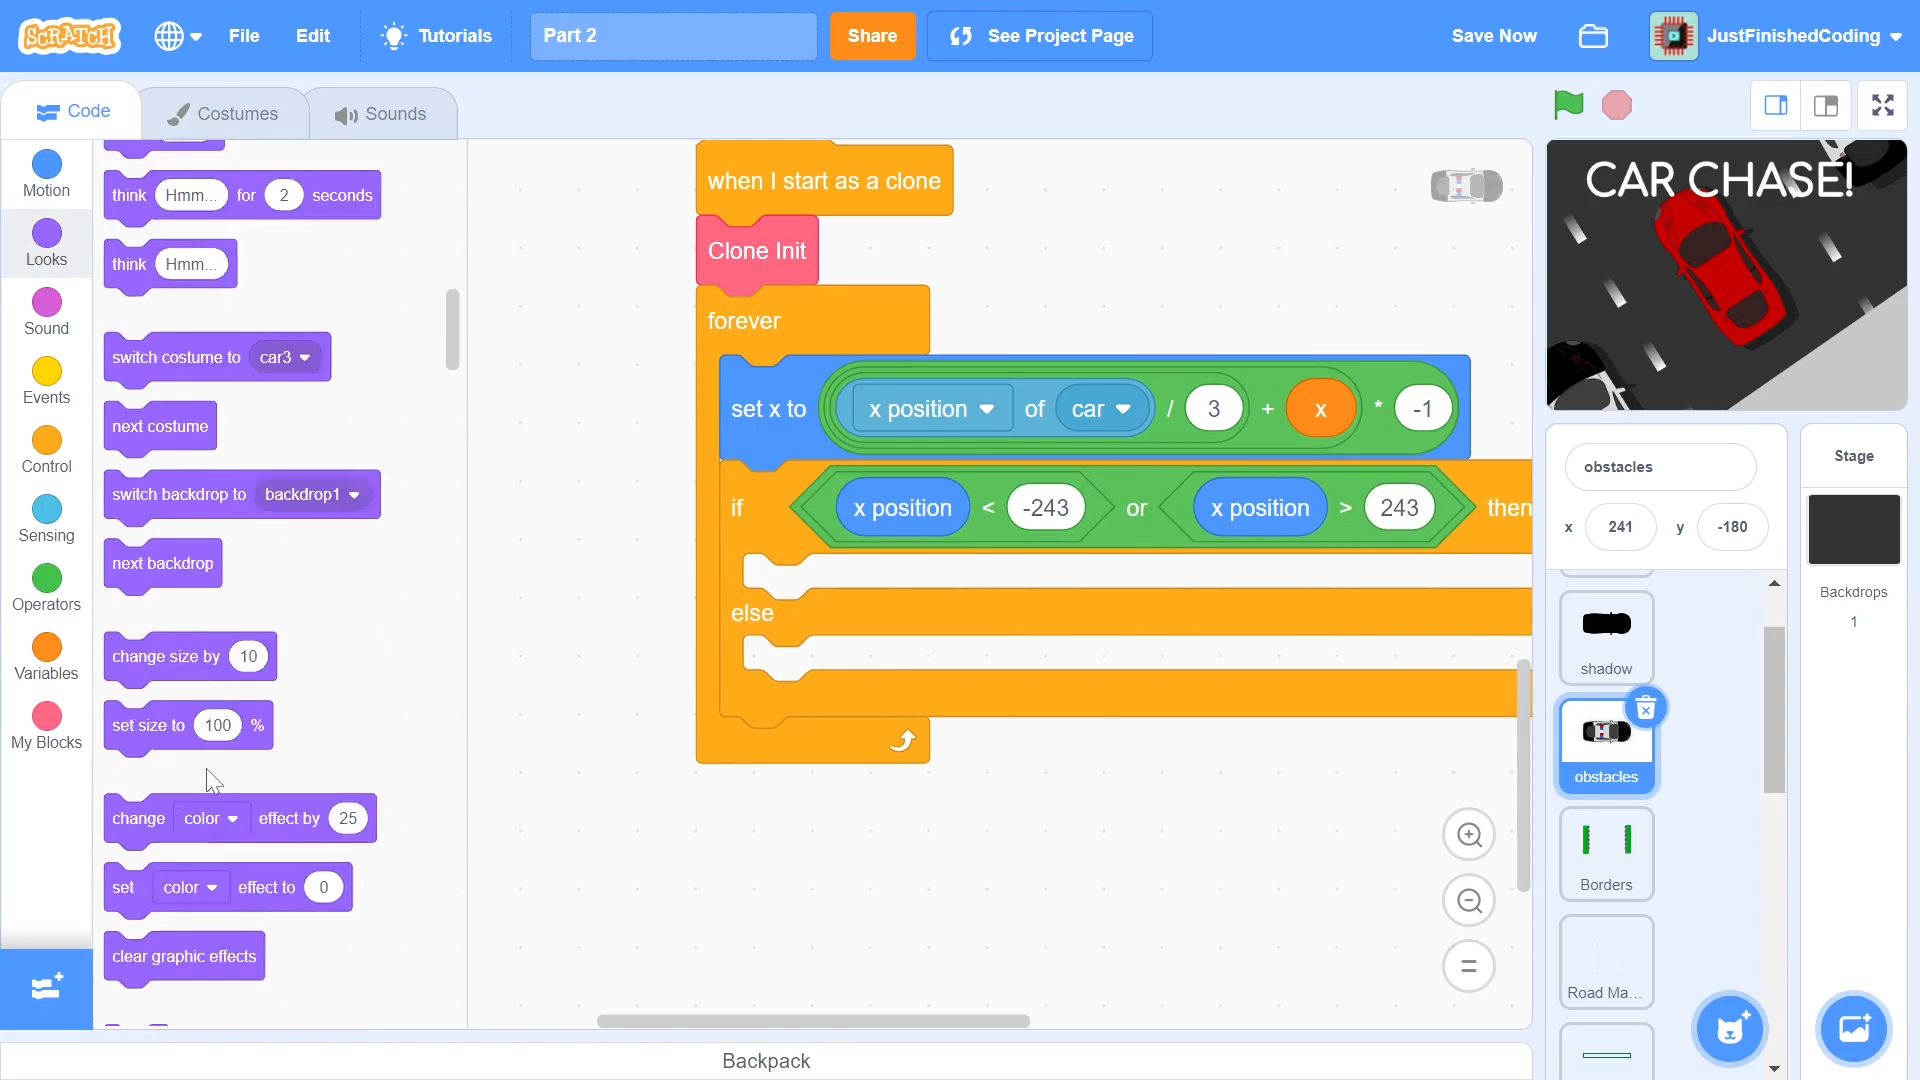 SCRATCH
File
Edit
Tutorials
Part 2
Share
See Project Page
Save Now
JustFinishedCoding
Code
Costumes
Sounds
Motion
Looks
Sound
Events
Control
Sensing
Operators
Variables
My Blocks
think Hmm... for 2 seconds
think Hmm...
switch costume to car3
next costume
switch backdrop to backdrop1
next backdrop
change size by 10
set size to 100 %
change color effect by 25
set color effect to 0
clear graphic effects
when I start as a clone
Clone Init
forever
set x to x position of car / 3 + x * -1
if x position < -243 or x position > 243 then
else
CAR CHASE!
obstacles
x 241 y -180
shadow
obstacles
Borders
Road Ma...
Stage
Backdrops
1
Backpack